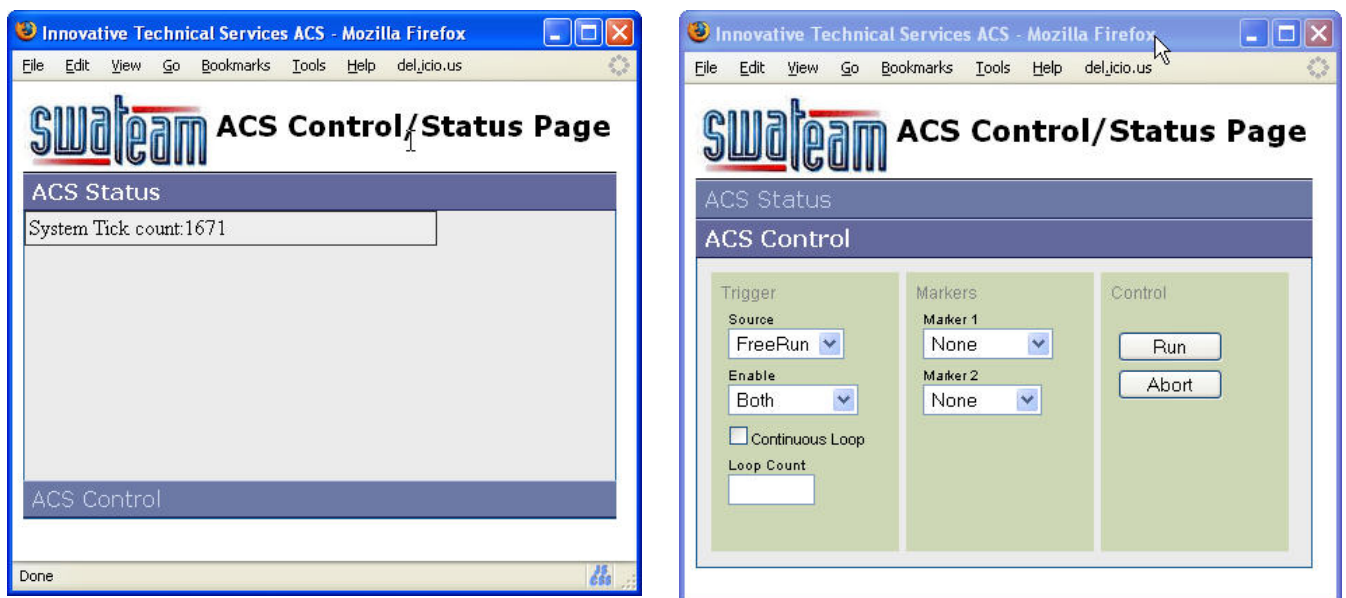 Innovative Technical Services ACS - Mozilla Firefox
File Edit View Go Bookmarks Tools Help del.icio.us
swateam ACS Control/Status Page
ACS Status
System Tick count:1671
ACS Control
Done
JS
CSS
Innovative Technical Services ACS - Mozilla Firefox
File Edit View Go Bookmarks Tools Help del.icio.us
swateam ACS Control/Status Page
ACS Status
ACS Control
Trigger
Source
FreeRun
Enable
Both
Continuous Loop
Loop Count
Markers
Marker 1
None
Marker 2
None
Control
Run
Abort